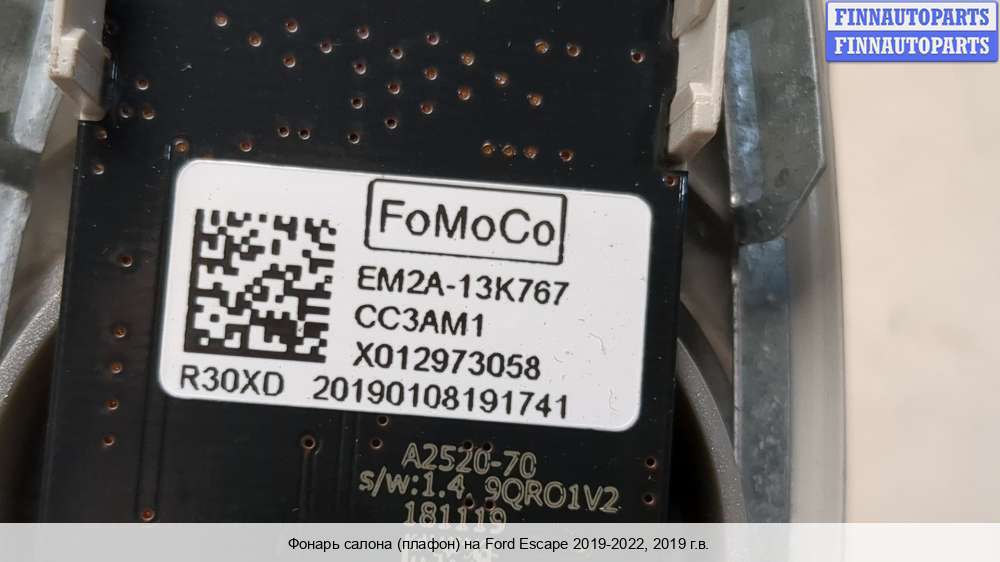 FINNAUTOPARTS
FINNAUTOPARTS
FoMoCo
EM2A-13K767
CC3AM1
X012973058
R30XD 20190108191741
A2520-70
s/w:1.4 9QRO1V2
181119
Фонарь салона (плафон) на Ford Escape 2019-2022, 2019 г.в.